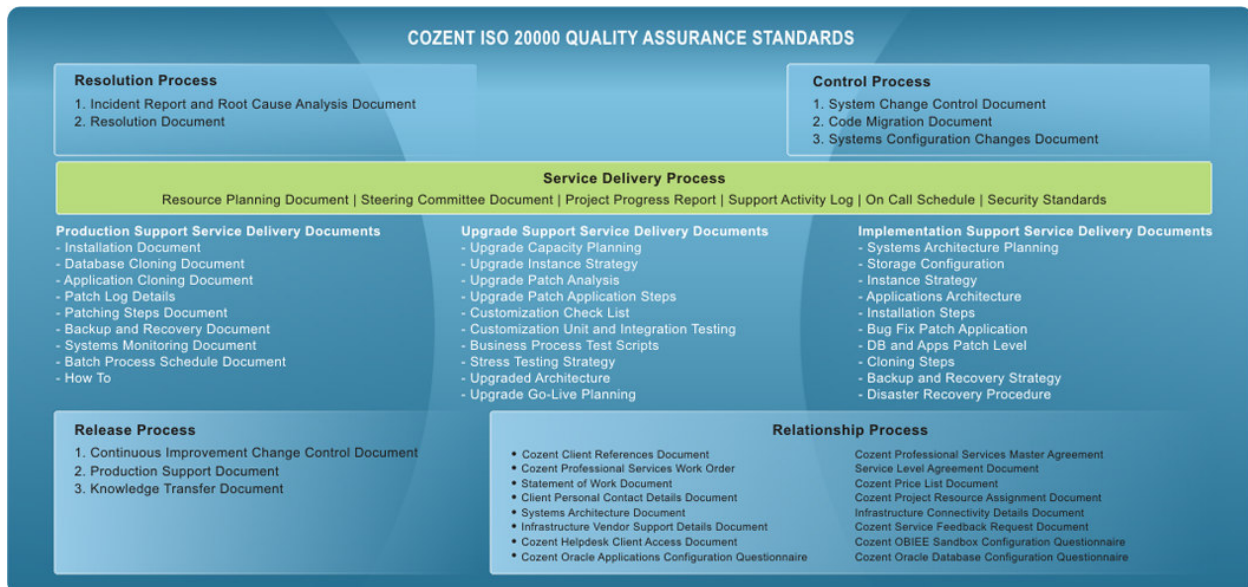 COZENT ISO 20000 QUALITY ASSURANCE STANDARDS
Resolution Process
1. Incident Report and Root Cause Analysis Document
2. Resolution Document
Control Process
1. System Change Control Document
2. Code Migration Document
3. Systems Configuration Changes Document
Service Delivery Process
Resource Planning Document | Steering Committee Document | Project Progress Report | Support Activity Log | On Call Schedule | Security Standards
Production Support Service Delivery Documents
- Installation Document
- Database Cloning Document
- Application Cloning Document
- Patch Log Details
- Patching Steps Document
- Backup and Recovery Document
- Systems Monitoring Document
- Batch Process Schedule Document
- How To
Upgrade Support Service Delivery Documents
- Upgrade Capacity Planning
- Upgrade Instance Strategy
- Upgrade Patch Analysis
- Upgrade Patch Application Steps
- Customization Check List
- Customization Unit and Integration Testing
- Business Process Test Scripts
- Stress Testing Strategy
- Upgraded Architecture
- Upgrade Go-Live Planning
Implementation Support Service Delivery Documents
- Systems Architecture Planning
- Storage Configuration
- Instance Strategy
- Applications Architecture
- Installation Steps
- Bug Fix Patch Application
- DB and Apps Patch Level
- Cloning Steps
- Backup and Recovery Strategy
- Disaster Recovery Procedure
Release Process
1. Continuous Improvement Change Control Document
2. Production Support Document
3. Knowledge Transfer Document
Relationship Process
• Cozent Client References Document
• Cozent Professional Services Work Order
• Statement of Work Document
• Client Personal Contact Details Document
• Systems Architecture Document
• Infrastructure Vendor Support Details Document
• Cozent Helpdesk Client Access Document
• Cozent Oracle Applications Configuration Questionnaire
Cozent Professional Services Master Agreement
Service Level Agreement Document
Cozent Price List Document
Cozent Project Resource Assignment Document
Infrastructure Connectivity Details Document
Cozent Service Feedback Request Document
Cozent OBIEE Sandbox Configuration Questionnaire
Cozent Oracle Database Configuration Questionnaire